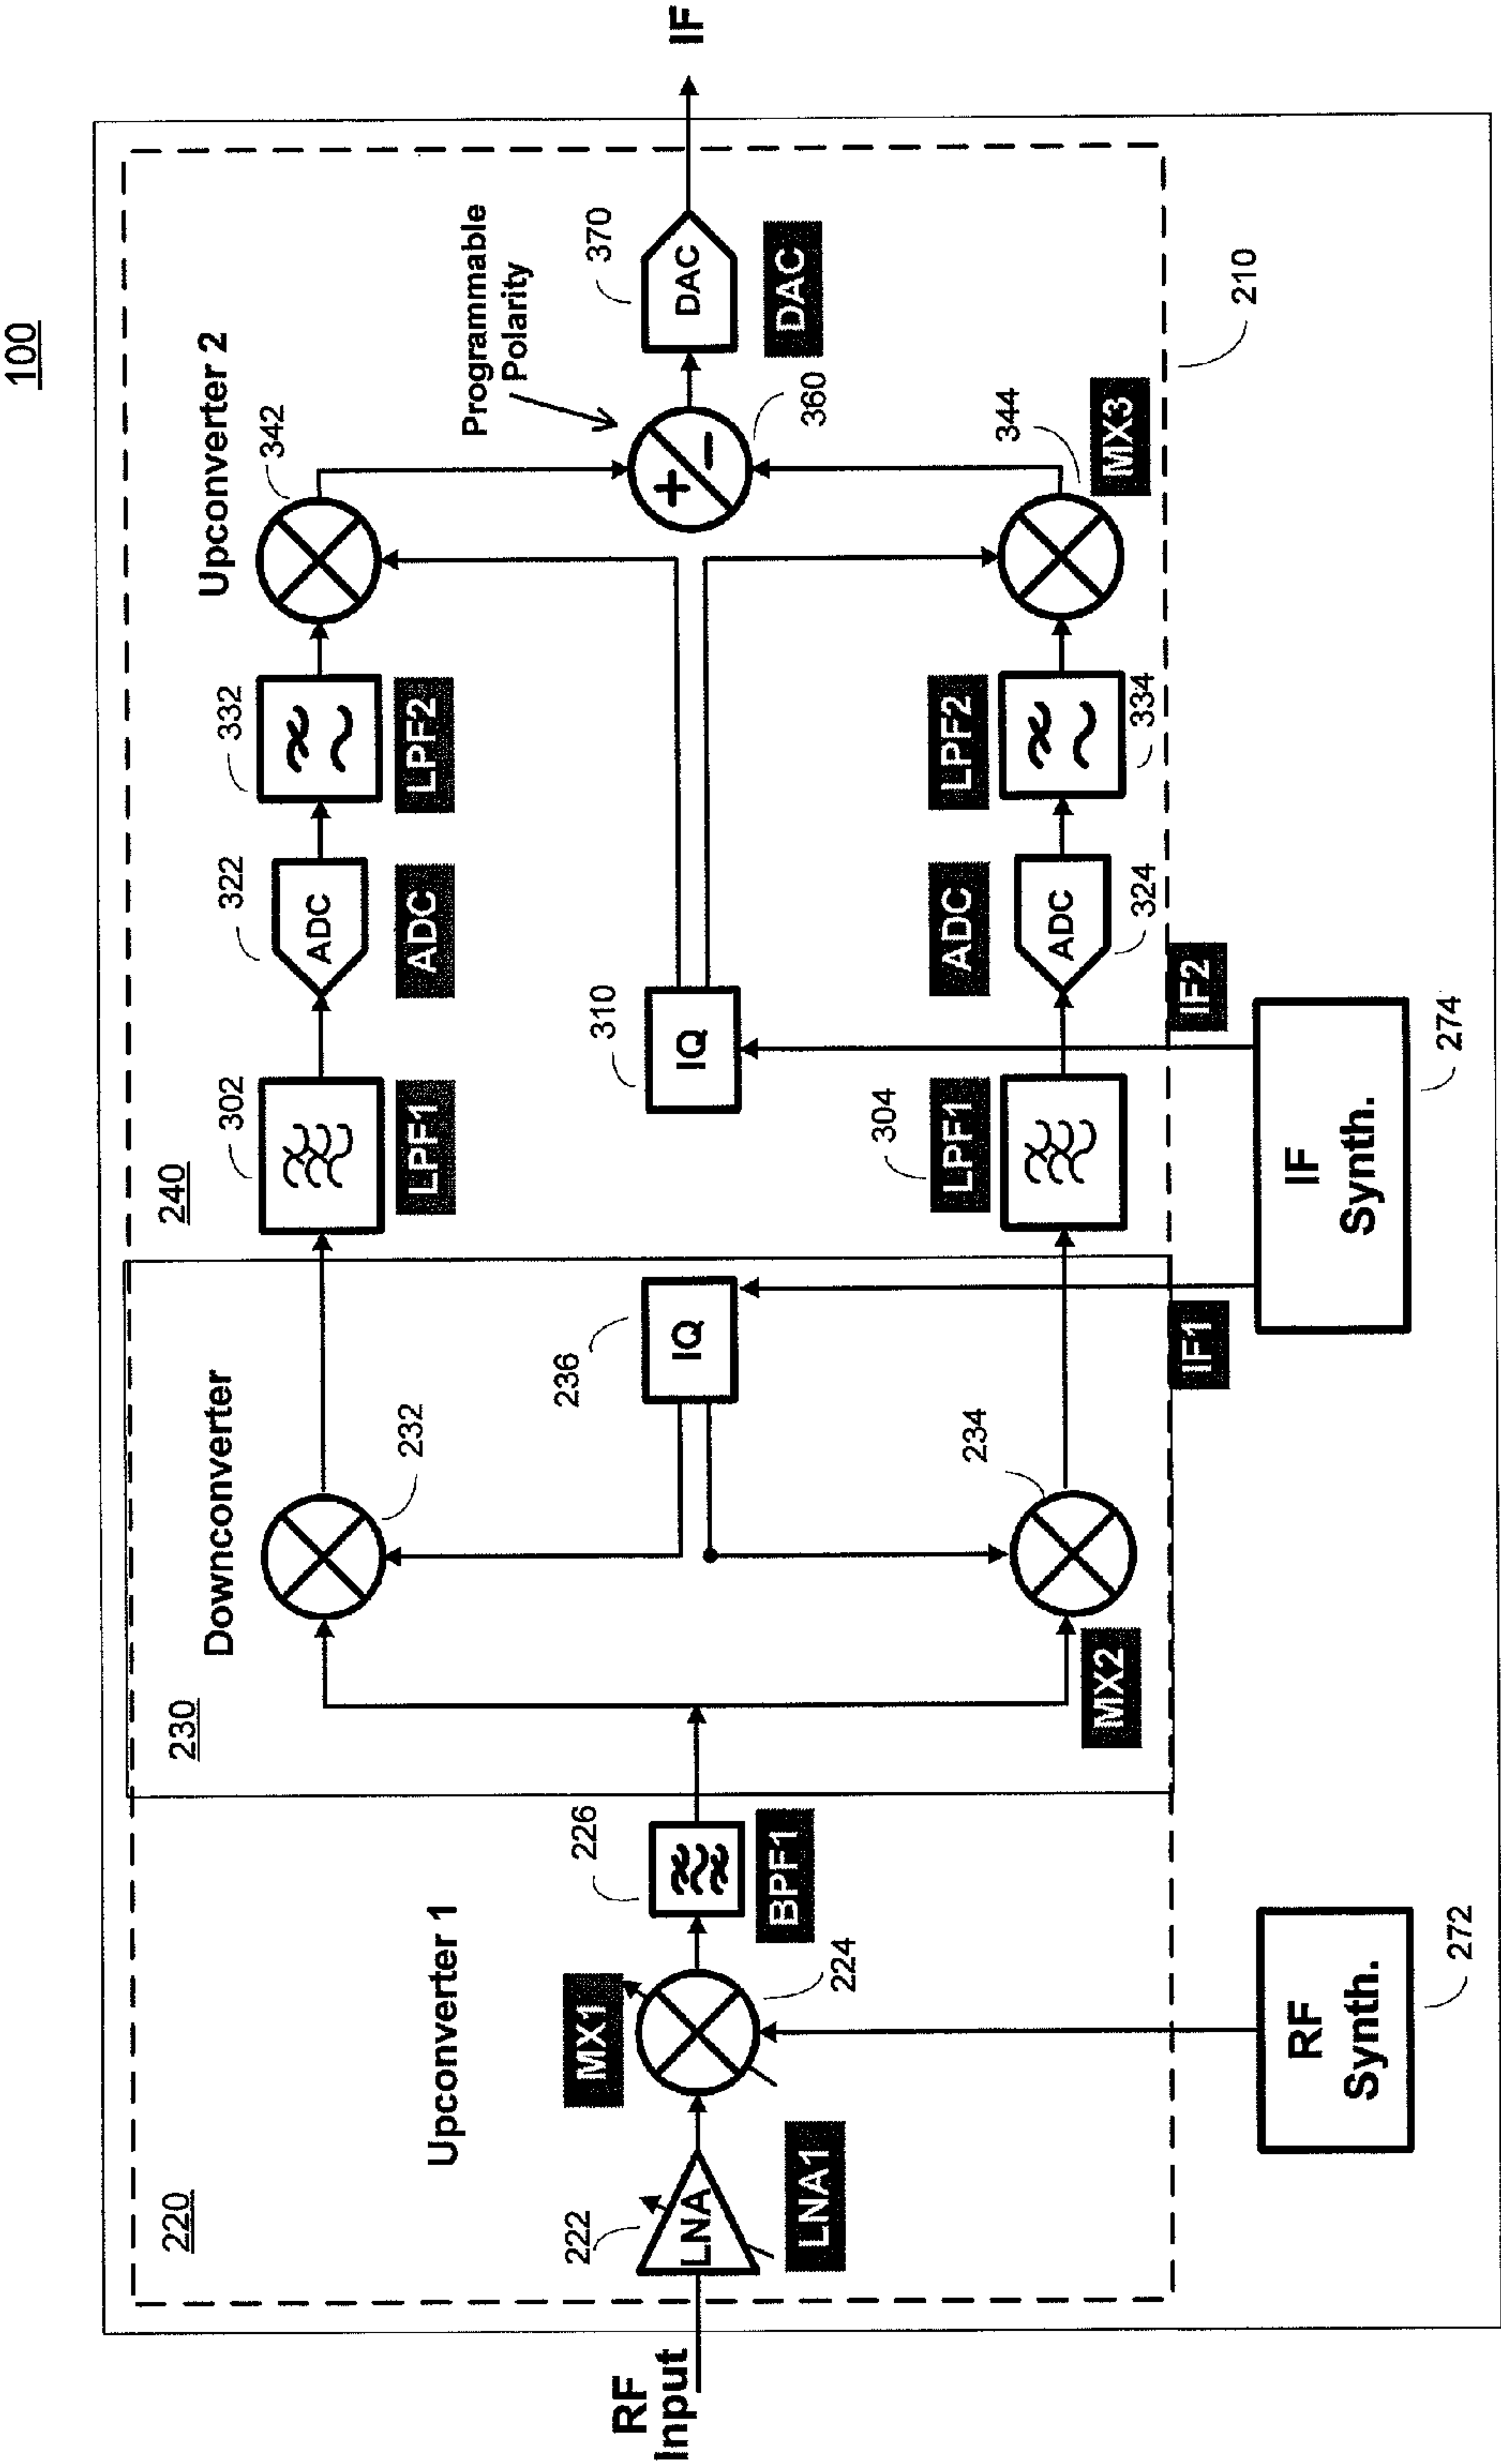 100
220
Upconverter 1
230
Downconverter
240
Upconverter 2
RF
Input
222
LNA
LNA1
MX1
224
226
BPF1
232
236
IQ
234
MX2
302
LPF1
322
ADC
ADC
332
LPF2
342
310
IQ
304
LPF1
ADC
ADC
324
LPF2
334
344
MX3
Programmable
Polarity
+
−
360
370
DAC
DAC
IF
210
IF1
IF2
RF
Synth.
272
IF
Synth.
274